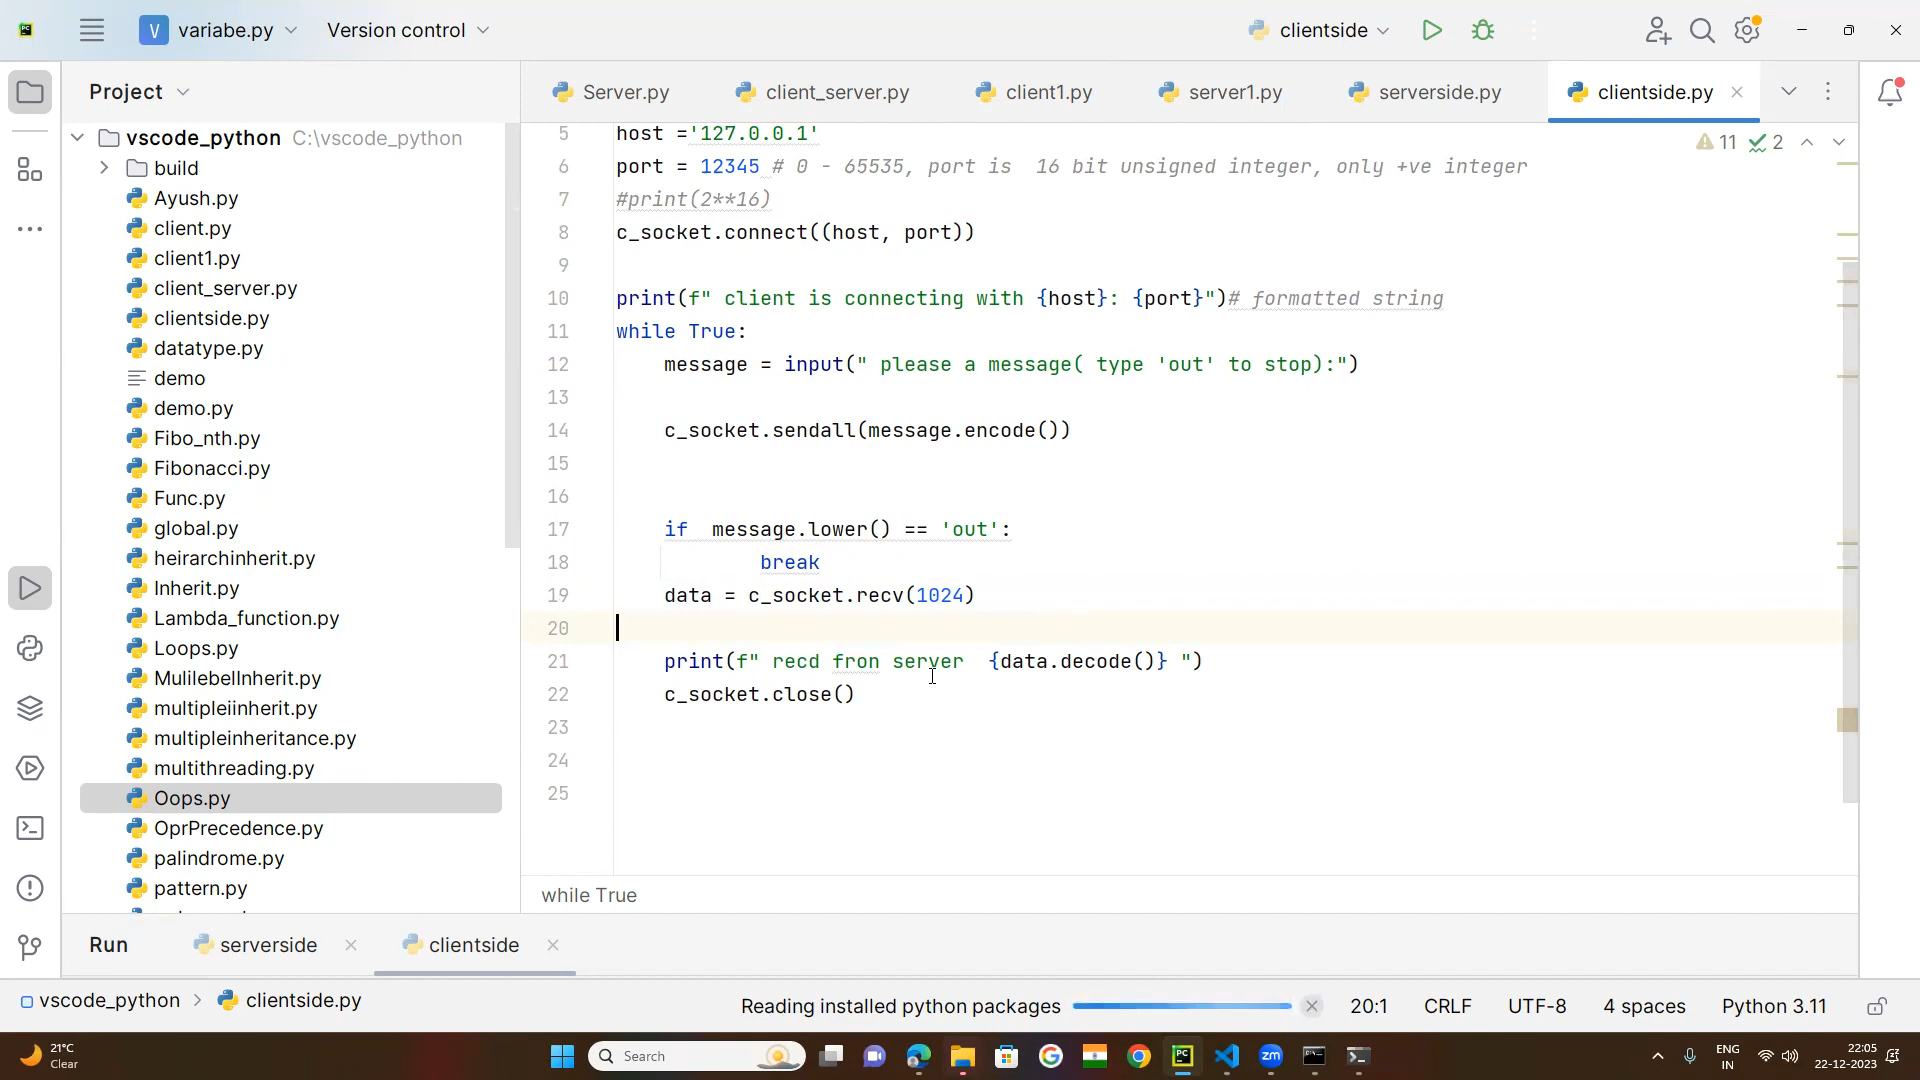 PC
V variabe.py
Version control
clientside
Project
Server.py
client_server.py
client1.py
server1.py
serverside.py
clientside.py
vscode_python C:\vscode_python
build
Ayush.py
client.py
client1.py
client_server.py
clientside.py
datatype.py
demo
demo.py
Fibo_nth.py
Fibonacci.py
Func.py
global.py
heirarchinherit.py
Inherit.py
Lambda_function.py
Loops.py
MulilebelInherit.py
multipleiinherit.py
multipleinheritance.py
multithreading.py
Oops.py
OprPrecedence.py
palindrome.py
pattern.py
11 2
5 host ='127.0.0.1'
6 port = 12345 # 0 - 65535, port is  16 bit unsigned integer, only +ve integer
7 #print(2**16)
8 c_socket.connect((host, port))
9
10 print(f" client is connecting with {host}: {port}")# formatted string
11 while True:
12     message = input(" please a message( type 'out' to stop):")
13
14     c_socket.sendall(message.encode())
15
16
17     if  message.lower() == 'out':
18             break
19     data = c_socket.recv(1024)
20
21     print(f" recd fron server  {data.decode()} ")
22     c_socket.close()
23
24
25
while True
Run
serverside
clientside
vscode_python > clientside.py
Reading installed python packages
20:1
CRLF
UTF-8
4 spaces
Python 3.11
21°C
Clear
Search
PC
zm
ENG
IN
22:05
22-12-2023